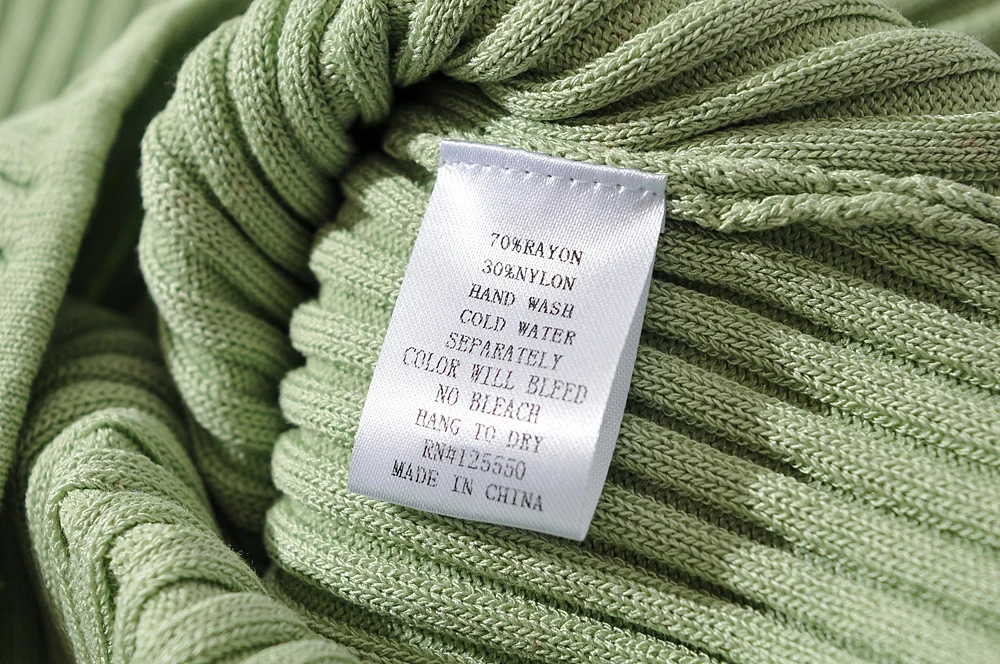 70%RAYON
30%NYLON
HAND WASH
COLD WATER
SEPARATELY
COLOR WILL BLEED
NO BLEACH
HANG TO DRY
RN#125550
MADE IN CHINA